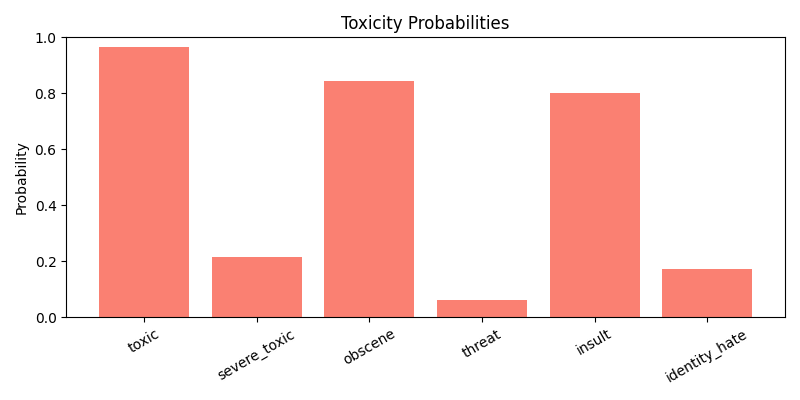 Toxicity Probabilities
Probability
1.0
0.8
0.6
0.4
0.2
0.0
toxic
severe_toxic
obscene
threat
insult
identity_hate